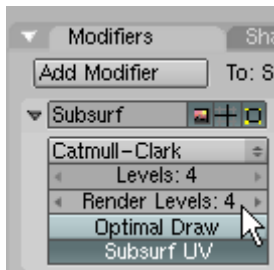 Modifiers Sha
Add Modifier To: S
Subsurf
Catmull-Clark
Levels: 4
Render Levels: 4
Optimal Draw
Subsurf UV